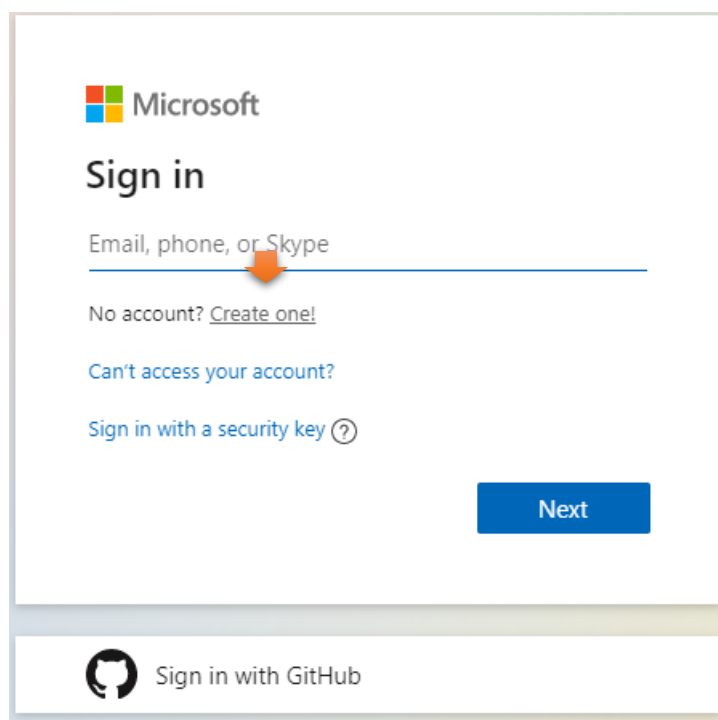 Microsoft
Sign in
Email, phone, or Skype
No account? Create one!
Can't access your account?
Sign in with a security key
Next
Sign in with GitHub